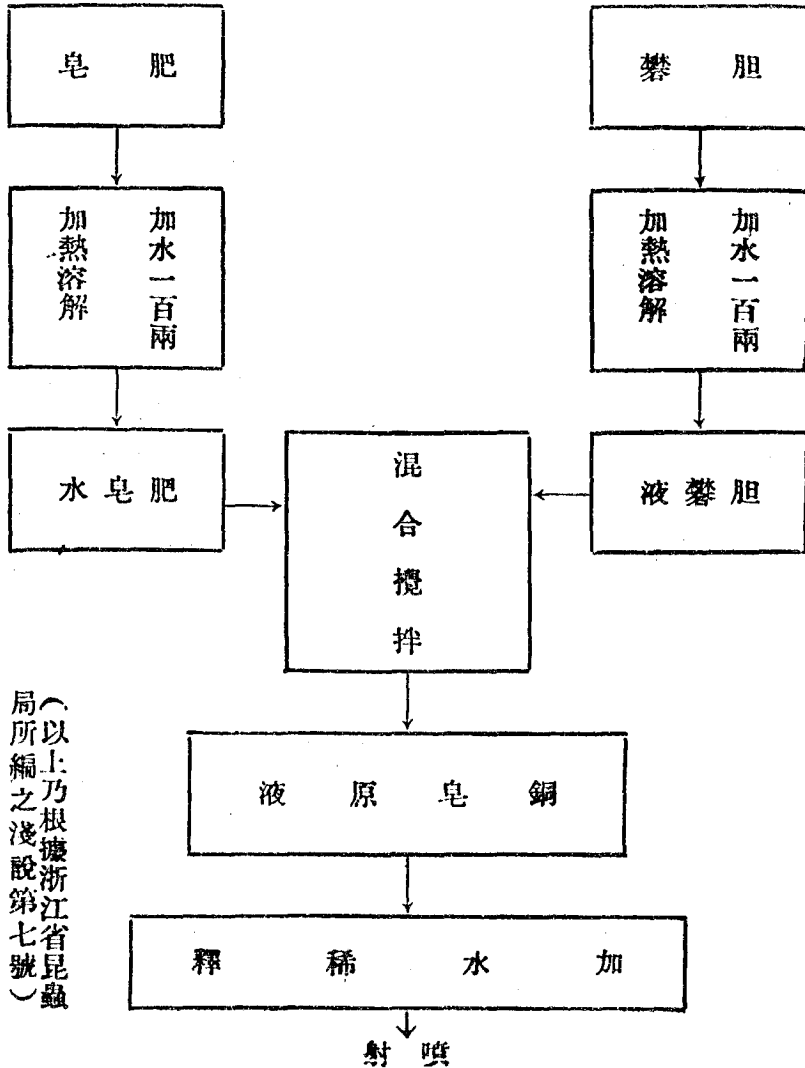 胆礬
加水一百兩
加熱溶解
胆礬液
肥皂
加水一百兩
加熱溶解
肥皂水
混合攪拌
銅皂原液
加水稀釋
噴射
（以上乃根據浙江省昆蟲
局所編之淺說第七號）